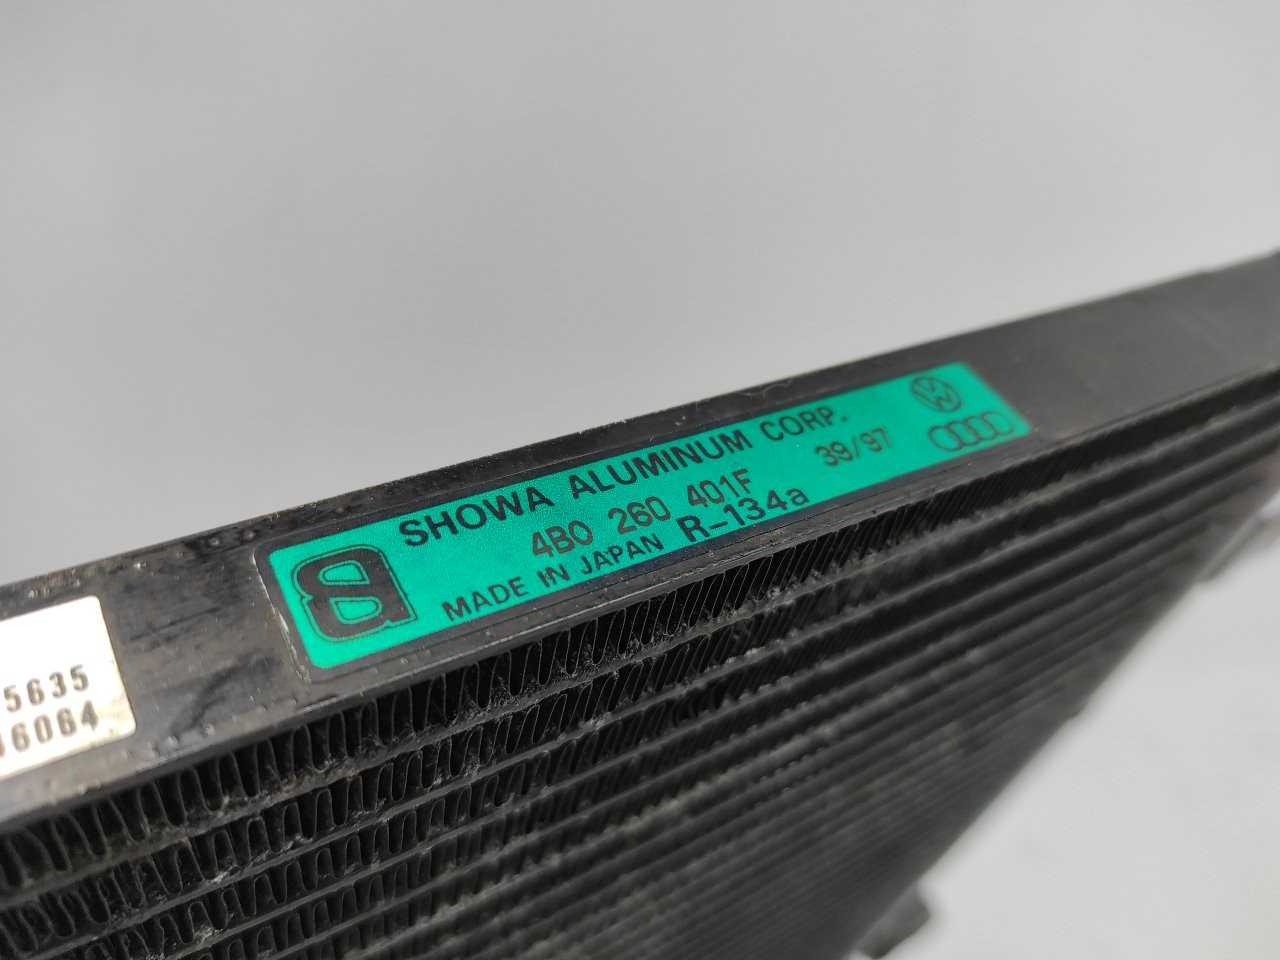 SHOWA ALUMINUM CORP.
4B0 260 401F 39/97
MADE IN JAPAN R-134a
5635
6064